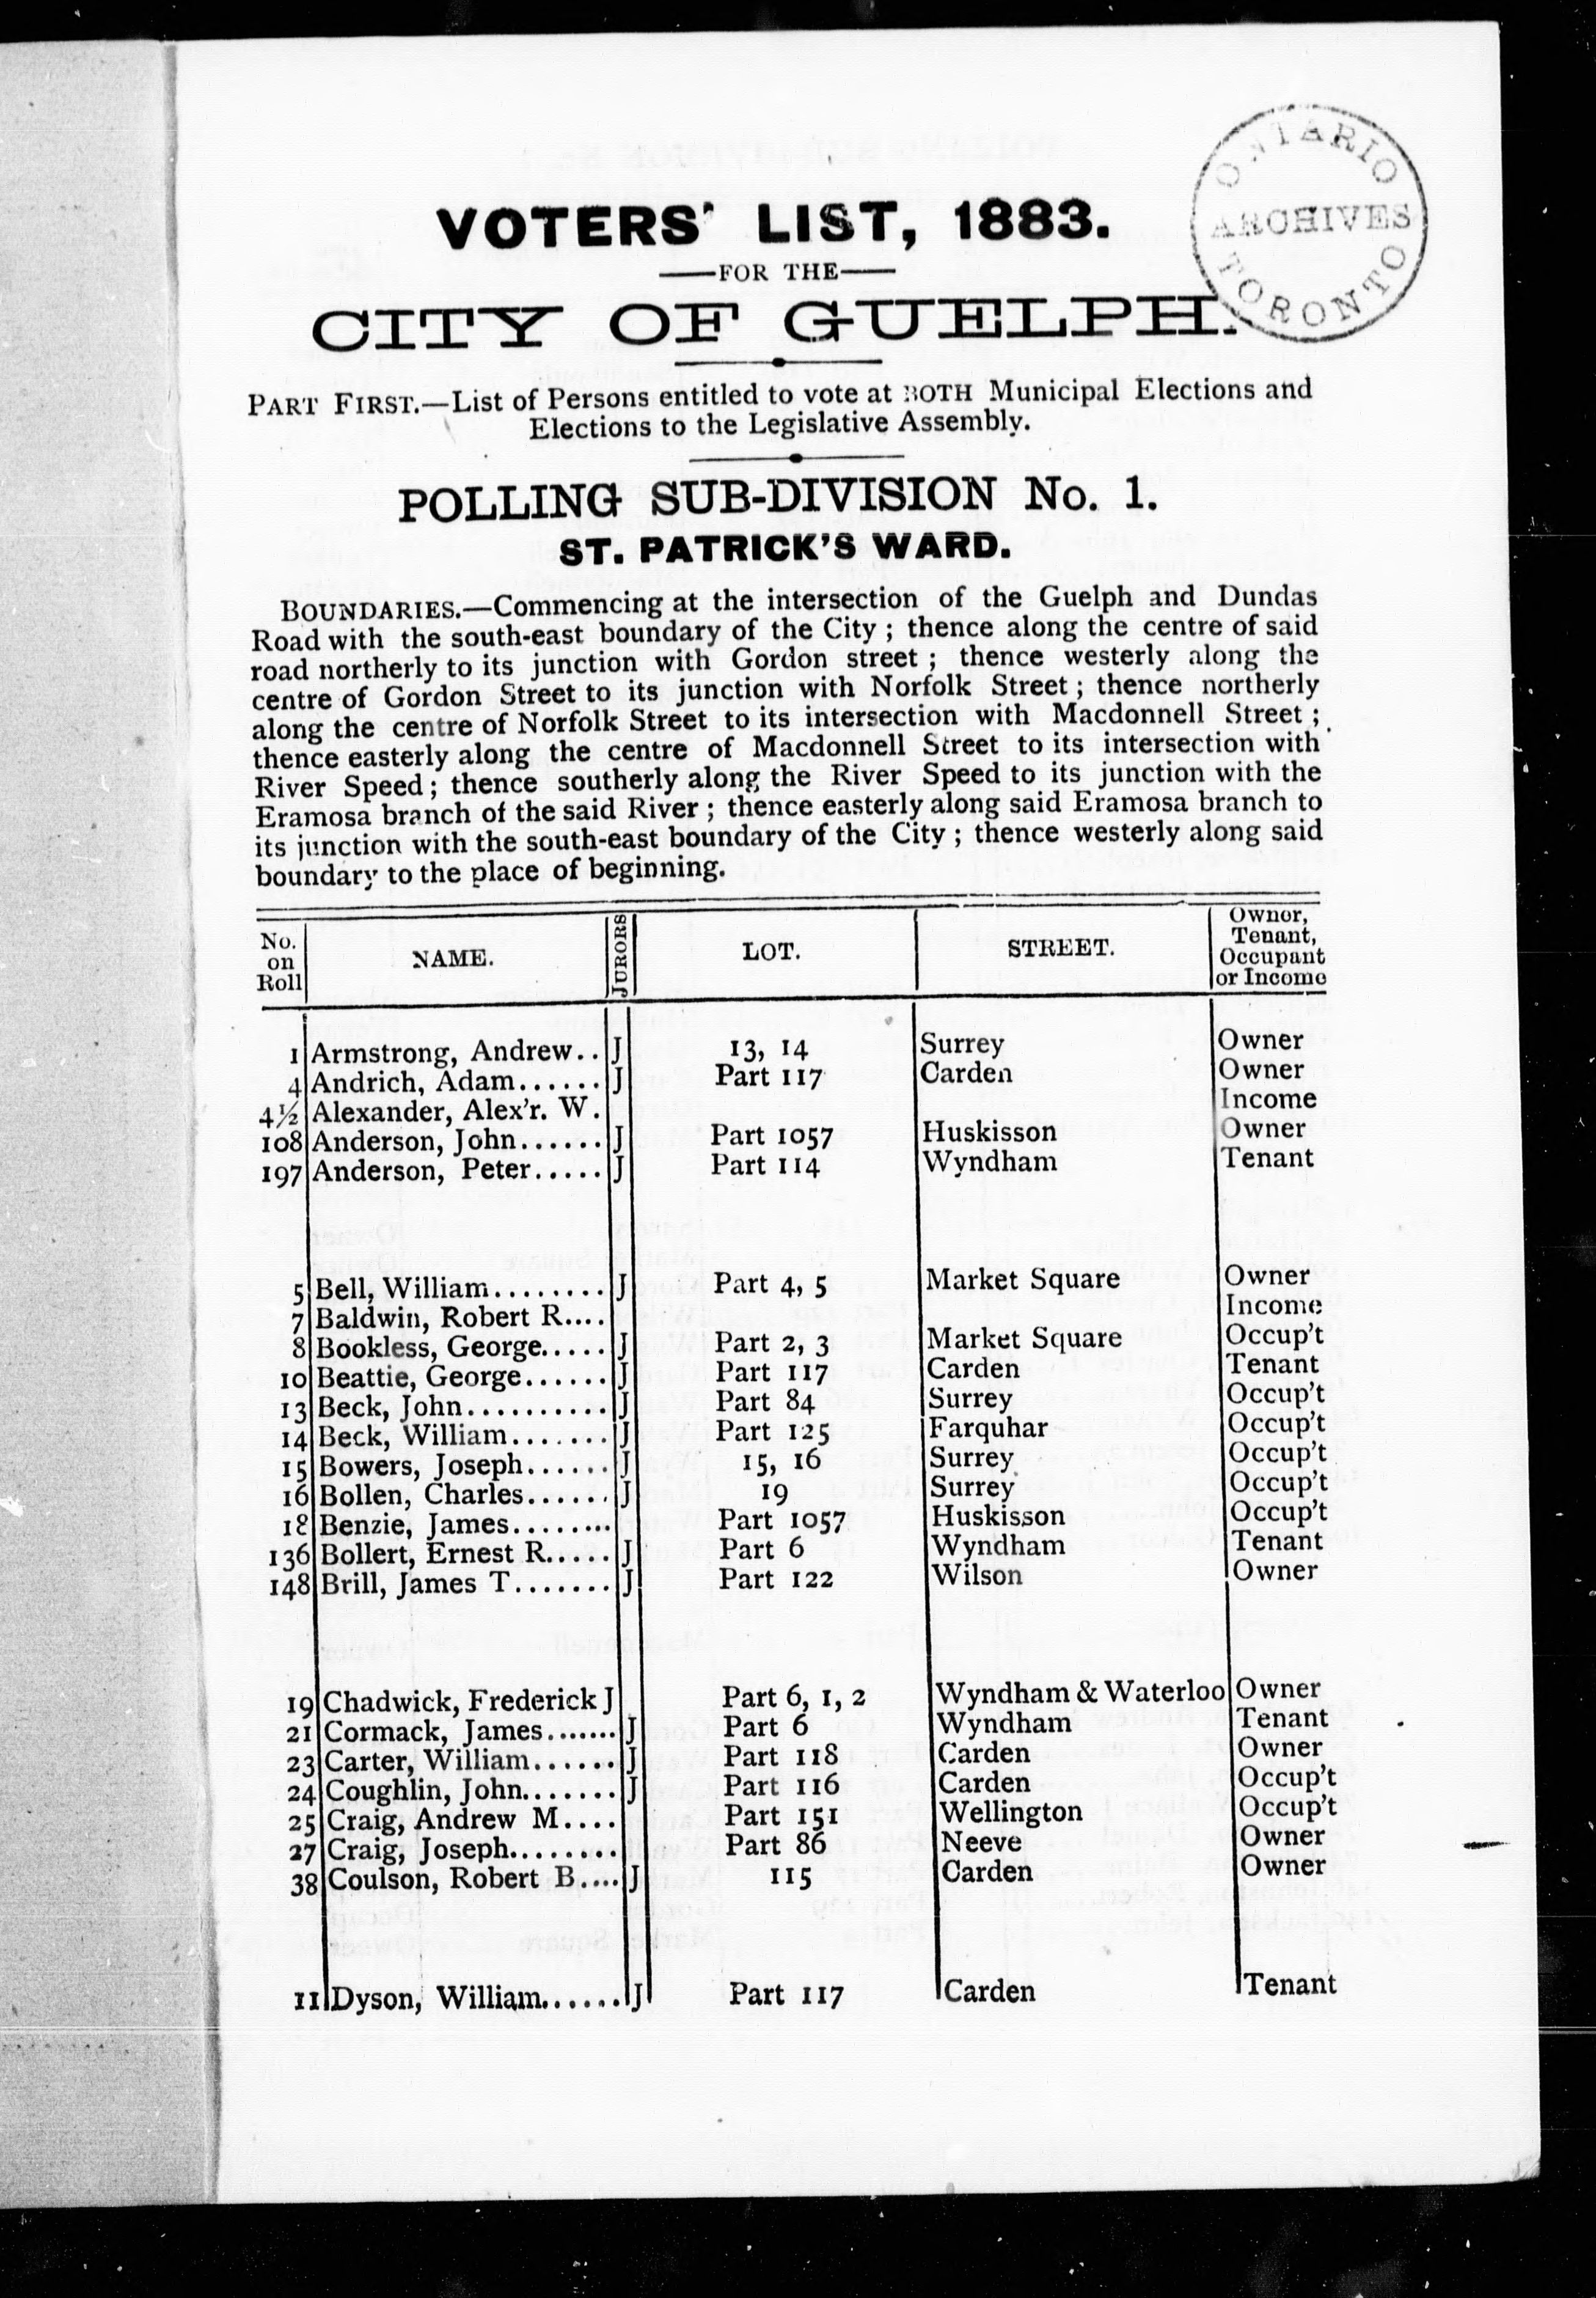 ONTARIO
ARCHIVES
TORONTO
VOTERS' LIST, 1883.
——FOR THE——
CITY OF GUELPH.
PART FIRST.—List of Persons entitled to vote at BOTH Municipal Elections and
Elections to the Legislative Assembly.
POLLING SUB-DIVISION No. 1.
ST. PATRICK'S WARD.
BOUNDARIES.—Commencing at the intersection of the Guelph and Dundas
Road with the south-east boundary of the City ; thence along the centre of said
road northerly to its junction with Gordon street ; thence westerly along the
centre of Gordon Street to its junction with Norfolk Street ; thence northerly
along the centre of Norfolk Street to its intersection with Macdonnell Street ;
thence easterly along the centre of Macdonnell Street to its intersection with
River Speed ; thence southerly along the River Speed to its junction with the
Eramosa branch of the said River ; thence easterly along said Eramosa branch to
its junction with the south-east boundary of the City ; thence westerly along said
boundary to the place of beginning.
No. on Roll NAME. JURORS LOT. STREET. Owner, Tenant, Occupant or Income
1 Armstrong, Andrew.. J 13, 14 Surrey Owner
4 Andrich, Adam...... J Part 117 Carden Owner
4½ Alexander, Alex'r. W. Income
108 Anderson, John...... J Part 1057 Huskisson Owner
197 Anderson, Peter..... J Part 114 Wyndham Tenant
5 Bell, William........ J Part 4, 5 Market Square Owner
7 Baldwin, Robert R.... Income
8 Bookless, George..... J Part 2, 3 Market Square Occup't
10 Beattie, George...... J Part 117 Carden Tenant
13 Beck, John.......... J Part 84 Surrey Occup't
14 Beck, William....... J Part 125 Farquhar Occup't
15 Bowers, Joseph...... J 15, 16 Surrey Occup't
16 Bollen, Charles...... J 19 Surrey Occup't
18 Benzie, James........ Part 1057 Huskisson Occup't
136 Bollert, Ernest R..... J Part 6 Wyndham Tenant
148 Brill, James T....... J Part 122 Wilson Owner
19 Chadwick, Frederick J Part 6, 1, 2 Wyndham & Waterloo Owner
21 Cormack, James....... J Part 6 Wyndham Tenant
23 Carter, William...... J Part 118 Carden Owner
24 Coughlin, John....... J Part 116 Carden Occup't
25 Craig, Andrew M.... Part 151 Wellington Occup't
27 Craig, Joseph........ Part 86 Neeve Owner
38 Coulson, Robert B.... J 115 Carden Owner
11 Dyson, William...... J Part 117 Carden Tenant